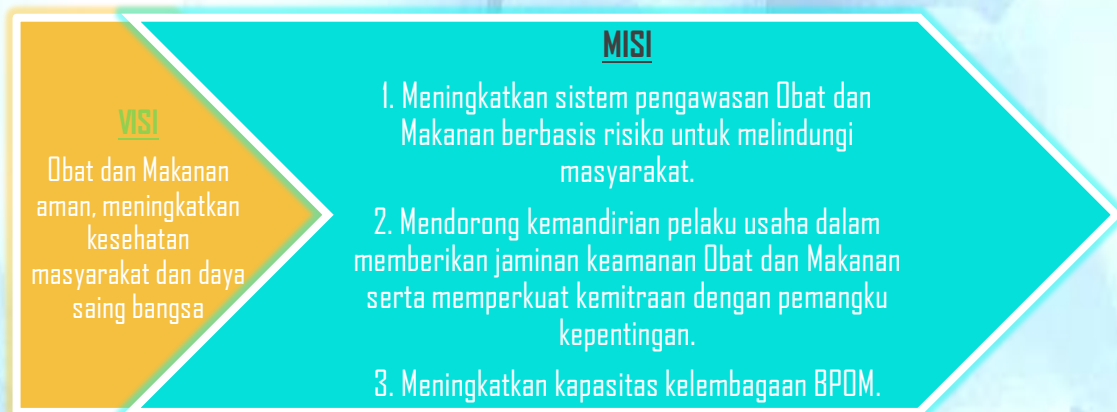 VISI
Obat dan Makanan
aman, meningkatkan
kesehatan
masyarakat dan daya
saing bangsa
MISI
1. Meningkatkan sistem pengawasan Obat dan
Makanan berbasis risiko untuk melindungi
masyarakat.
2. Mendorong kemandirian pelaku usaha dalam
memberikan jaminan keamanan Obat dan Makanan
serta memperkuat kemitraan dengan pemangku
kepentingan.
3. Meningkatkan kapasitas kelembagaan BPOM.